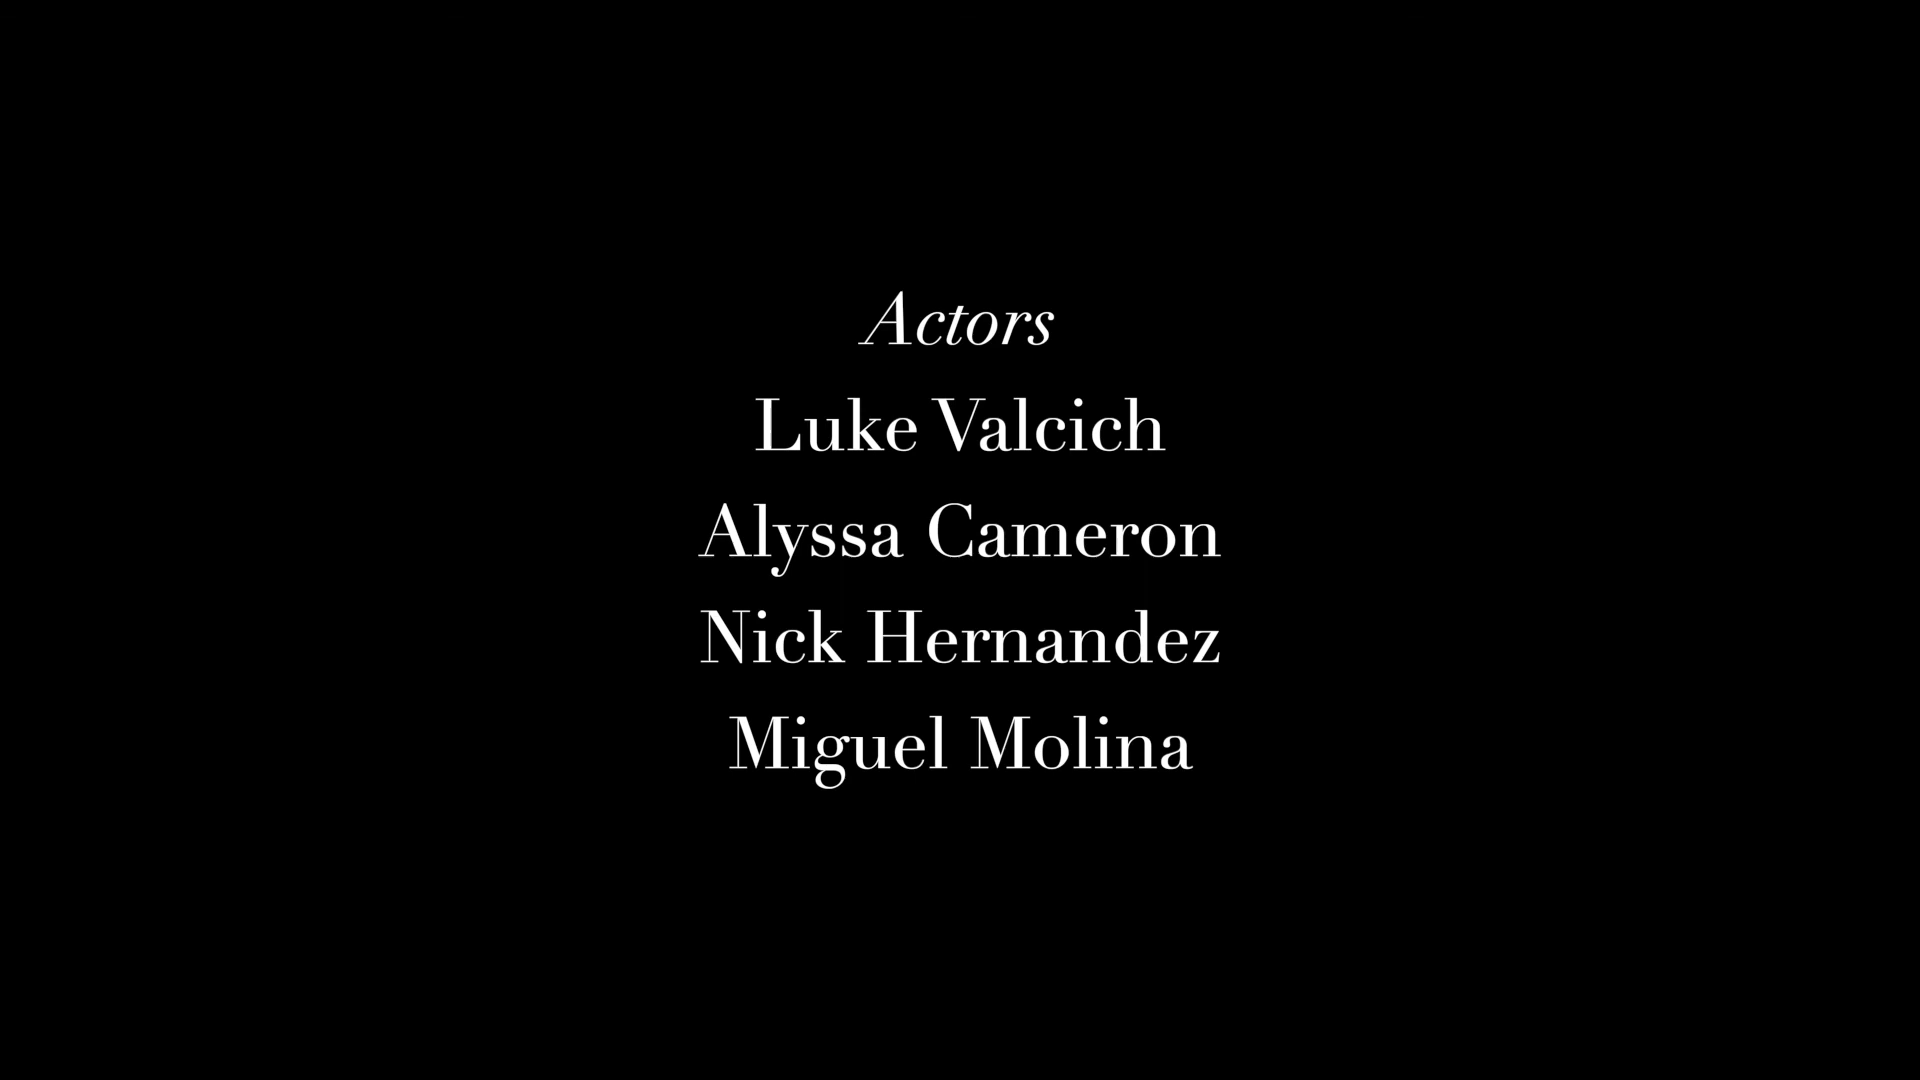 Actors
Luke Valcich
Alyssa Cameron
Nick Hernandez
Miguel Molina